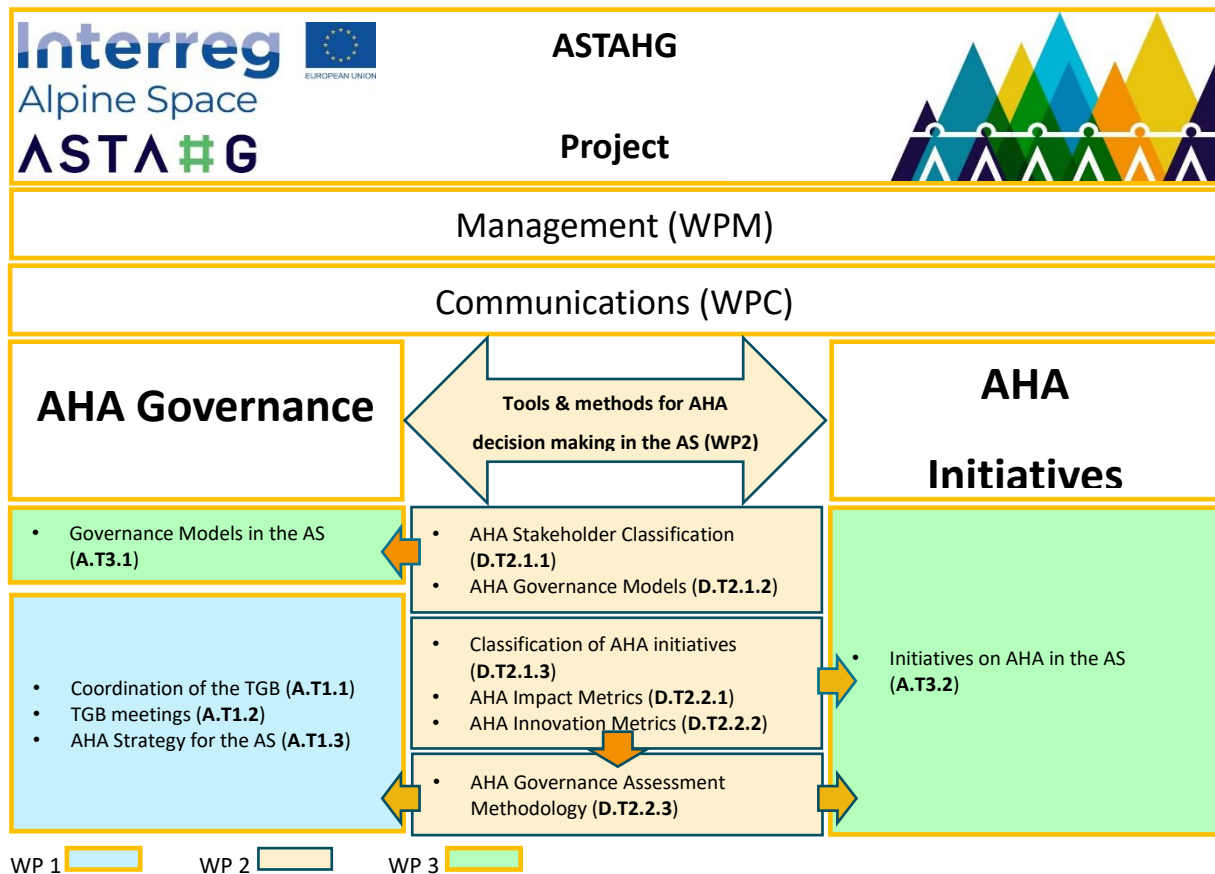 Interreg
EUROPEAN UNION
Alpine Space
ASTAHG
ASTAHG
Project
Management (WPM)
Communications (WPC)
AHA Governance
Tools & methods for AHA
decision making in the AS (WP2)
AHA
Initiatives
• Governance Models in the AS
(A.T3.1)
• AHA Stakeholder Classification
(D.T2.1.1)
• AHA Governance Models (D.T2.1.2)
• Coordination of the TGB (A.T1.1)
• TGB meetings (A.T1.2)
• AHA Strategy for the AS (A.T1.3)
• Classification of AHA initiatives
(D.T2.1.3)
• AHA Impact Metrics (D.T2.2.1)
• AHA Innovation Metrics (D.T2.2.2)
• AHA Governance Assessment
Methodology (D.T2.2.3)
• Initiatives on AHA in the AS
(A.T3.2)
WP 1
WP 2
WP 3